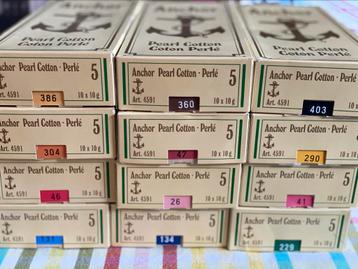 Anchor
Pearl Cotton
Coton Perlé
Anchor
Pearl Cotton
Coton Perlé
Anchor
Pearl Cotton
Coton Perlé
Anchor Pearl Cotton · Perlé 5
Art. 4591 386 10 x 10 g
Anchor Pearl Cotton · Perlé 5
Art. 4591 360 10 x 10 g
Anchor Pearl Cotton · Perlé 5
Art. 4591 403 10 x 10 g
Anchor Pearl Cotton · Perlé 5
Art. 4591 304 10 x 10 g
Anchor Pearl Cotton · Perlé 5
Art. 4591 47 10 x 10 g
Anchor Pearl Cotton · Perlé 5
Art. 4591 290 10 x 10 g
Anchor Pearl Cotton · Perlé 5
Art. 4591 46 10 x 10 g
Anchor Pearl Cotton · Perlé 5
Art. 4591 26 10 x 10 g
Anchor Pearl Cotton · Perlé 5
Art. 4591 41 10 x 10 g
Anchor Pearl Cotton · Perlé 5
Art. 4591 131 10 x 10 g
Anchor Pearl Cotton · Perlé 5
Art. 4591 134 10 x 10 g
Anchor Pearl Cotton · Perlé 5
Art. 4591 229 10 x 10 g